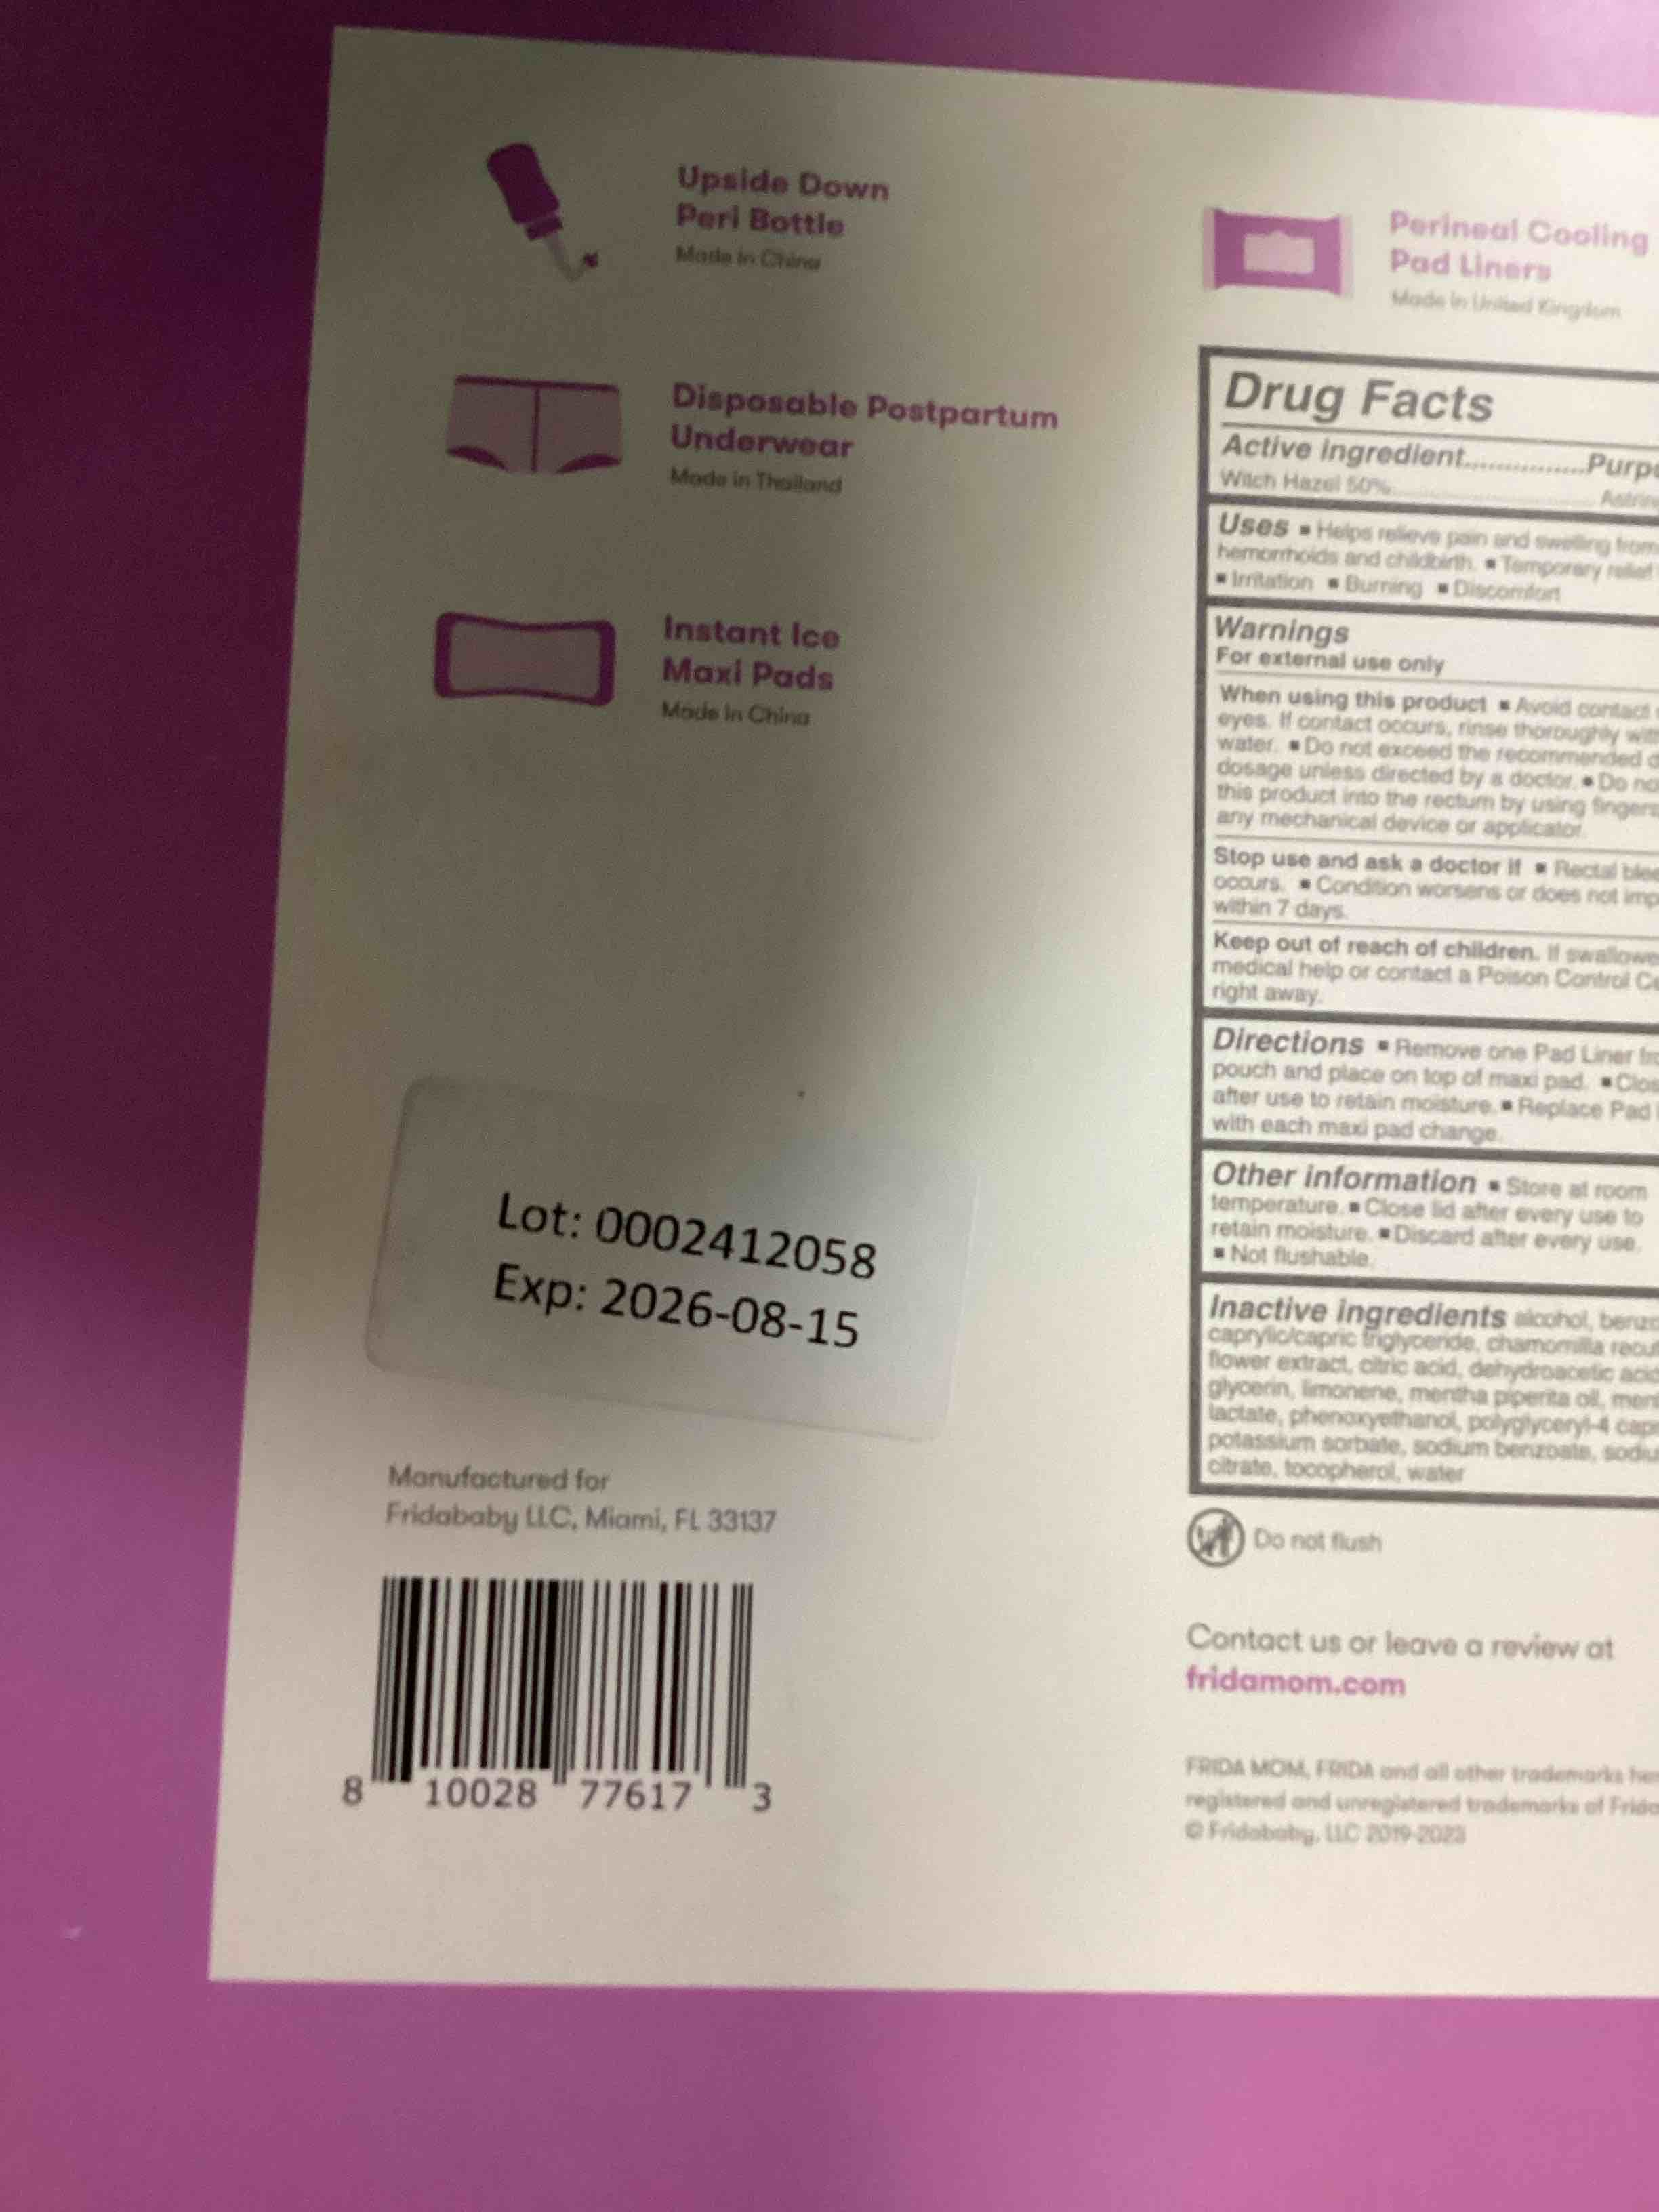 Upside Down
Peri Bottle
Made in China
Disposable Postpartum
Underwear
Made in Thailand
Instant Ice
Maxi Pads
Made in China
Lot: 0002412058
Exp: 2026-08-15
Manufactured for
Fridababy LLC, Miami, FL 33137
8 10028 77617 3
Perineal Cooling
Pad Liners
Made in United Kingdom
Drug Facts
Active ingredient...............Purp
Witch Hazel 50%
Uses ▪ Helps relieve pain and swelling from
hemorrhoids and childbirth. ▪ Temporary relief
▪ Irritation ▪ Burning ▪ Discomfort
Warnings
For external use only
When using this product ▪ Avoid contact
eyes. If contact occurs, rinse thoroughly
water. ▪ Do not exceed the recommended
dosage unless directed by a doctor. ▪ Do
this product into the rectum by using fingers
any mechanical device or applicator.
Stop use and ask a doctor if ▪ Rectal
occurs. ▪ Condition worsens or does not
within 7 days.
Keep out of reach of children. If
medical help or contact a Poison Control
right away.
Directions ▪ Remove one Pad Liner
pouch and place on top of maxi pad. ▪
after use to retain moisture. ▪ Replace Pad
with each maxi pad change.
Other information ▪ Store at room
temperature. ▪ Close lid after every use to
retain moisture. ▪ Discard after every use.
▪ Not flushable.
Inactive ingredients alcohol,
caprylic/capric triglyceride, chamomilla
flower extract, citric acid, dehydroacetic acid
glycerin, limonene, mentha piperita oil,
lactate, phenoxyethanol, polyglyceryl-4
potassium sorbate, sodium benzoate,
citrate, tocopherol, water
Do not flush
Contact us or leave a review at
fridamom.com
FRIDA MOM, FRIDA and all other trademarks
registered and unregistered trademarks of
© Fridababy, LLC 2019-2023